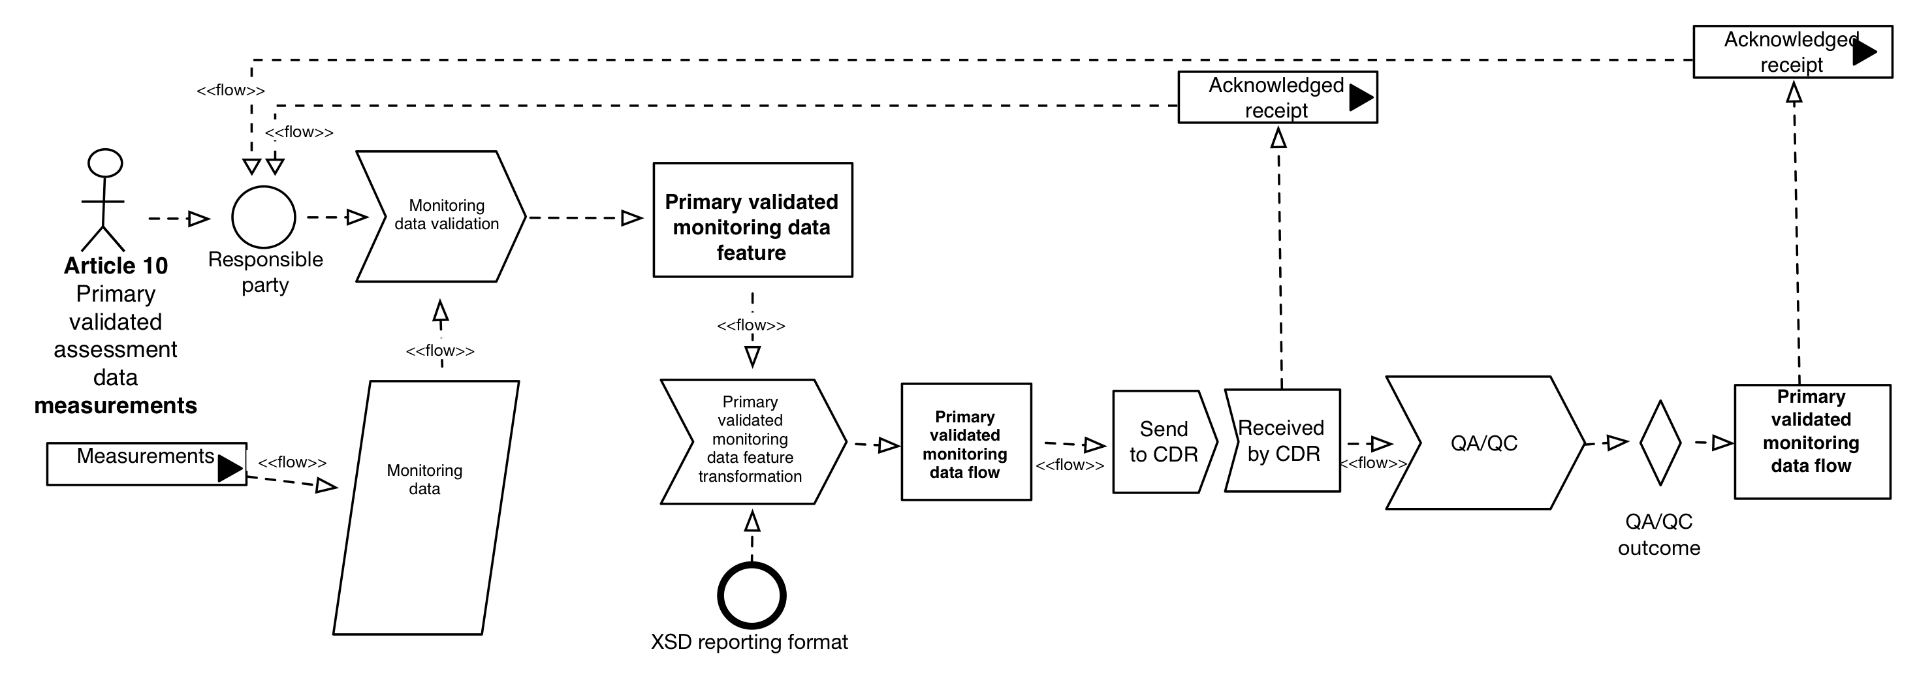 Acknowledged
receipt
Acknowledged
receipt
<<flow>>
<<flow>>
Article 10
Primary
validated
assessment
data
measurements
Responsible
party
Monitoring
data validation
Primary validated
monitoring data
feature
<<flow>>
<<flow>>
Measurements
<<flow>>
Monitoring
data
Primary
validated
monitoring
data feature
transformation
XSD reporting format
Primary
validated
monitoring
data flow
<<flow>>
Send
to CDR
Received
by CDR
<<flow>>
QA/QC
QA/QC
outcome
Primary
validated
monitoring
data flow